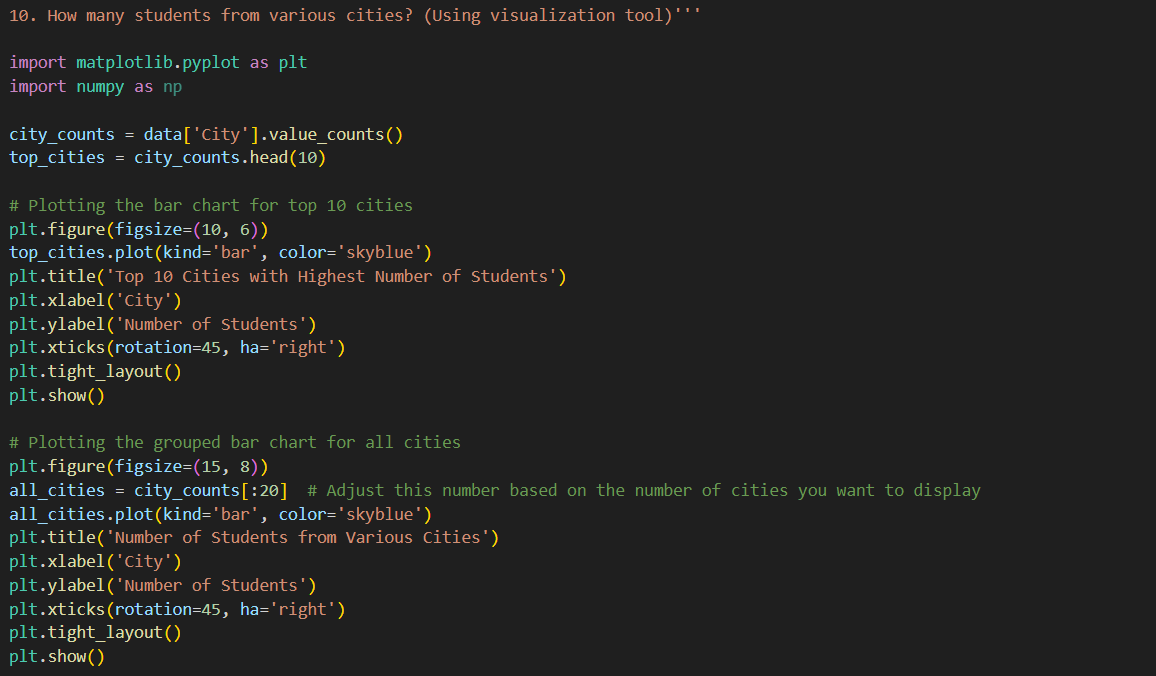 10. How many students from various cities? (Using visualization tool)'''
import matplotlib.pyplot as plt
import numpy as np
city_counts = data['City'].value_counts()
top_cities = city_counts.head(10)
# Plotting the bar chart for top 10 cities
plt.figure(figsize=(10, 6))
top_cities.plot(kind='bar', color='skyblue')
plt.title('Top 10 Cities with Highest Number of Students')
plt.xlabel('City')
plt.ylabel('Number of Students')
plt.xticks(rotation=45, ha='right')
plt.tight_layout()
plt.show()
# Plotting the grouped bar chart for all cities
plt.figure(figsize=(15, 8))
all_cities = city_counts[:20]  # Adjust this number based on the number of cities you want to display
all_cities.plot(kind='bar', color='skyblue')
plt.title('Number of Students from Various Cities')
plt.xlabel('City')
plt.ylabel('Number of Students')
plt.xticks(rotation=45, ha='right')
plt.tight_layout()
plt.show()